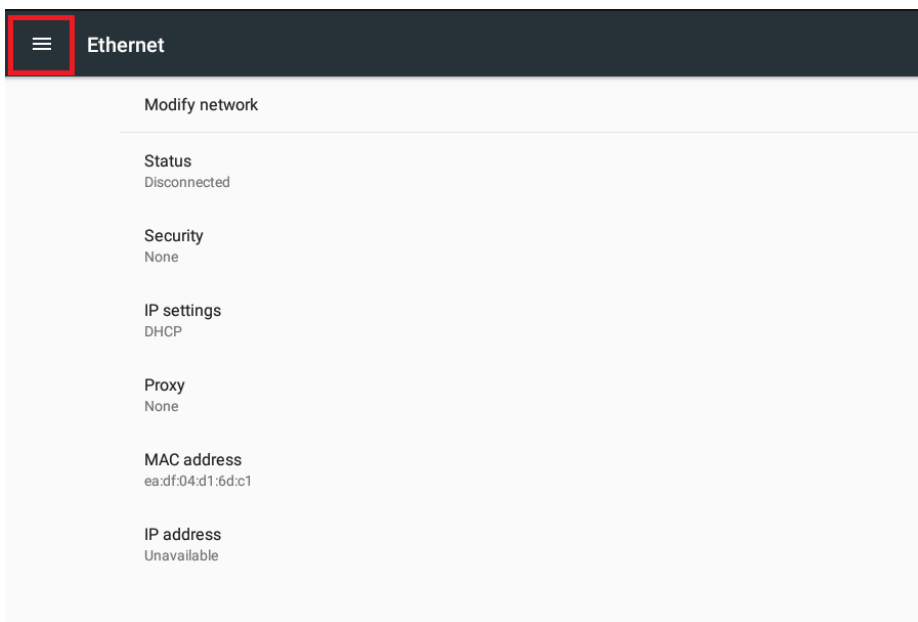 Ethernet
Modify network
Status
Disconnected
Security
None
IP settings
DHCP
Proxy
None
MAC address
ea:df:04:d1:6d:c1
IP address
Unavailable